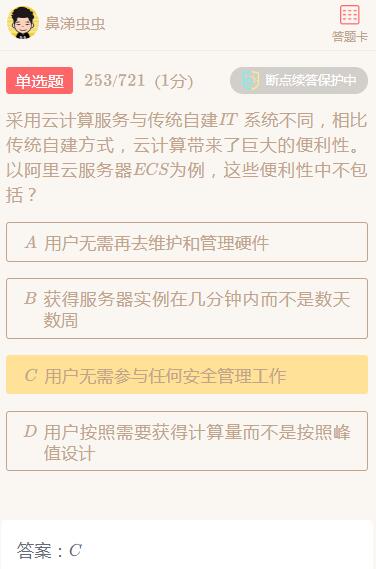 鼻涕虫虫
答题卡
单选题 253/721 (1分) 断点续答保护中
采用云计算服务与传统自建IT 系统不同，相比
传统自建方式，云计算带来了巨大的便利性。
以阿里云服务器ECS为例，这些便利性中不包
括？
A 用户无需再去维护和管理硬件
B 获得服务器实例在几分钟内而不是数天
数周
C 用户无需参与任何安全管理工作
D 用户按照需要获得计算量而不是按照峰
值设计
答案：C